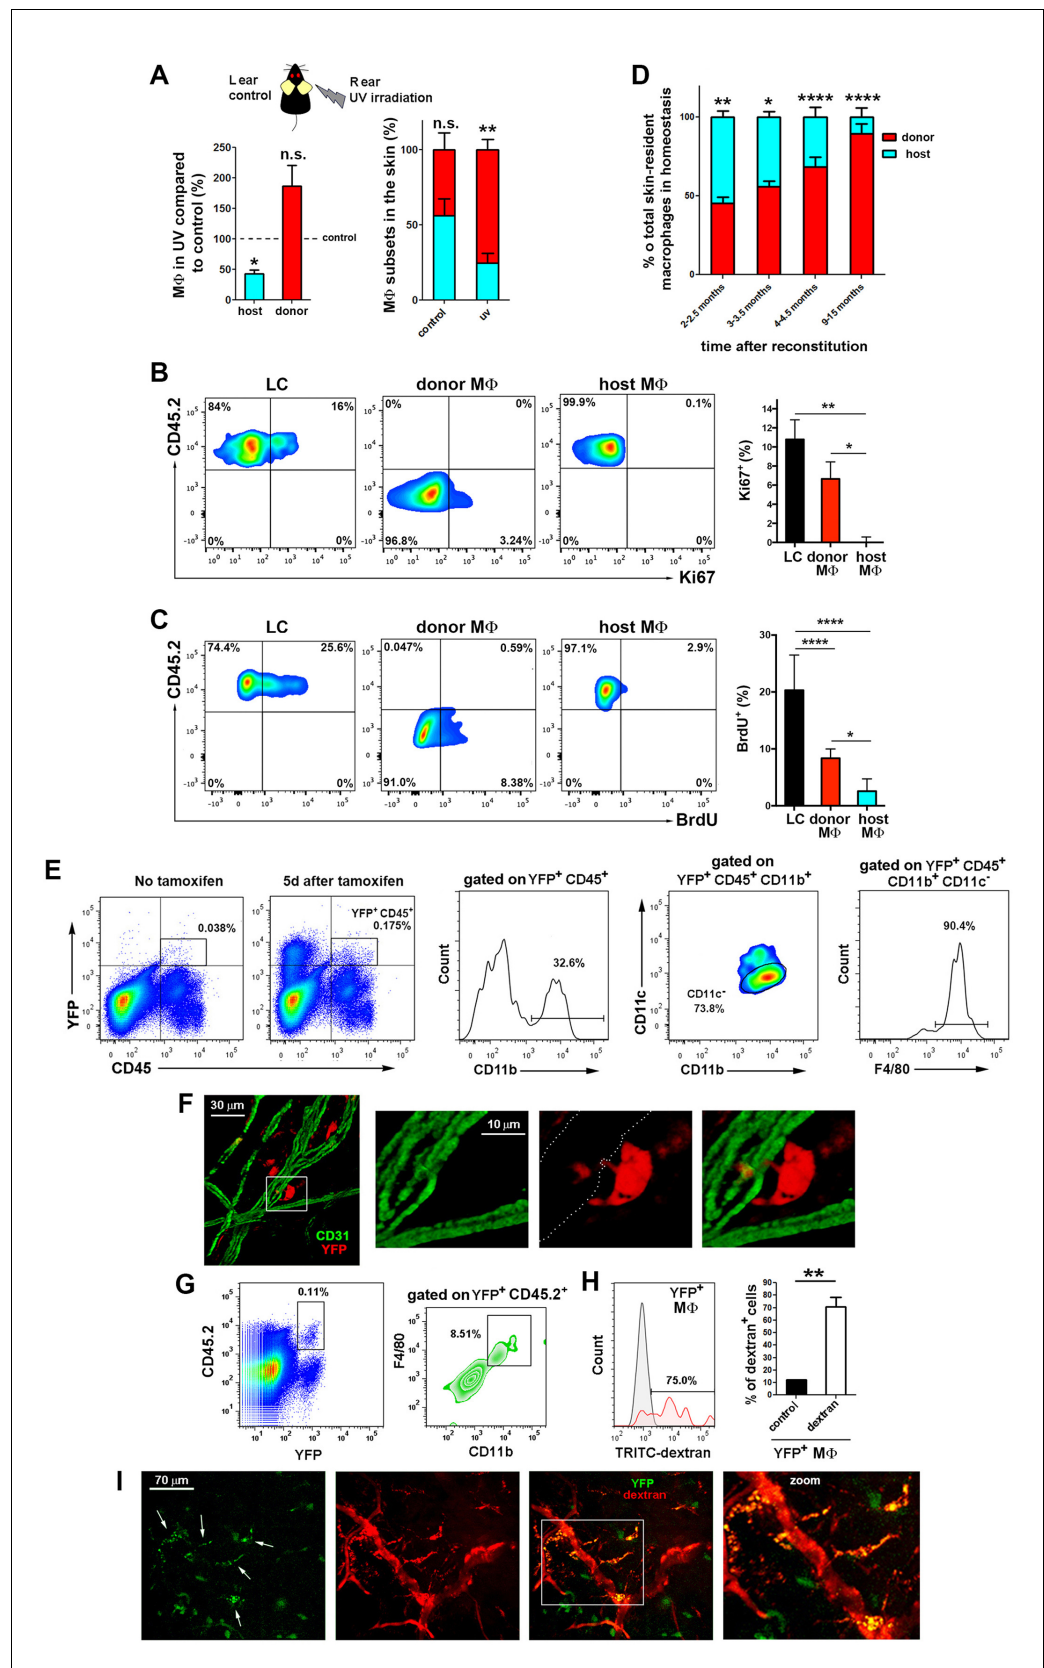 A
L ear
control
R ear
UV irradiation
MΦ in UV compared
to control (%)
250
200
150
100
50
0
n.s.
*
control
host
donor
MΦ subsets in the skin (%)
100
50
0
n.s.
**
control
uv
D
% o total skin-resident
macrophages in homeostasis
100
50
0
**
*
****
****
donor
host
2-2.5 months
3-3.5 months
4-4.5 months
9-15 months
time after reconstitution
B
LC
donor MΦ
host MΦ
CD45.2
84%
16%
0%
0%
0%
0%
96.8%
3.24%
99.9%
0.1%
0%
0%
Ki67
Ki67+ (%)
14
12
10
8
6
4
2
0
**
*
LC
donor
MΦ
host
MΦ
C
LC
donor MΦ
host MΦ
CD45.2
74.4%
25.6%
0%
0%
0.047%
0.59%
91.0%
8.38%
97.1%
2.9%
0%
0%
BrdU
BrdU+ (%)
30
20
10
0
****
****
*
LC
donor
MΦ
host
MΦ
E
No tamoxifen
0.038%
5d after tamoxifen
YFP+ CD45+
0.175%
YFP
CD45
gated on YFP+ CD45+
Count
32.6%
CD11b
gated on
YFP+ CD45+ CD11b+
CD11c
CD11c-
73.8%
CD11b
gated on YFP+ CD45+
CD11b+ CD11c-
Count
90.4%
F4/80
F
30 µm
CD31
YFP
10 µm
G
CD45.2
0.11%
YFP
gated on YFP+ CD45.2+
F4/80
8.51%
CD11b
H
Count
YFP+
MΦ
75.0%
TRITC-dextran
% of dextran+ cells
90
80
70
60
50
40
30
20
10
0
**
control
dextran
YFP+ MΦ
I
70 µm
YFP
dextran
zoom